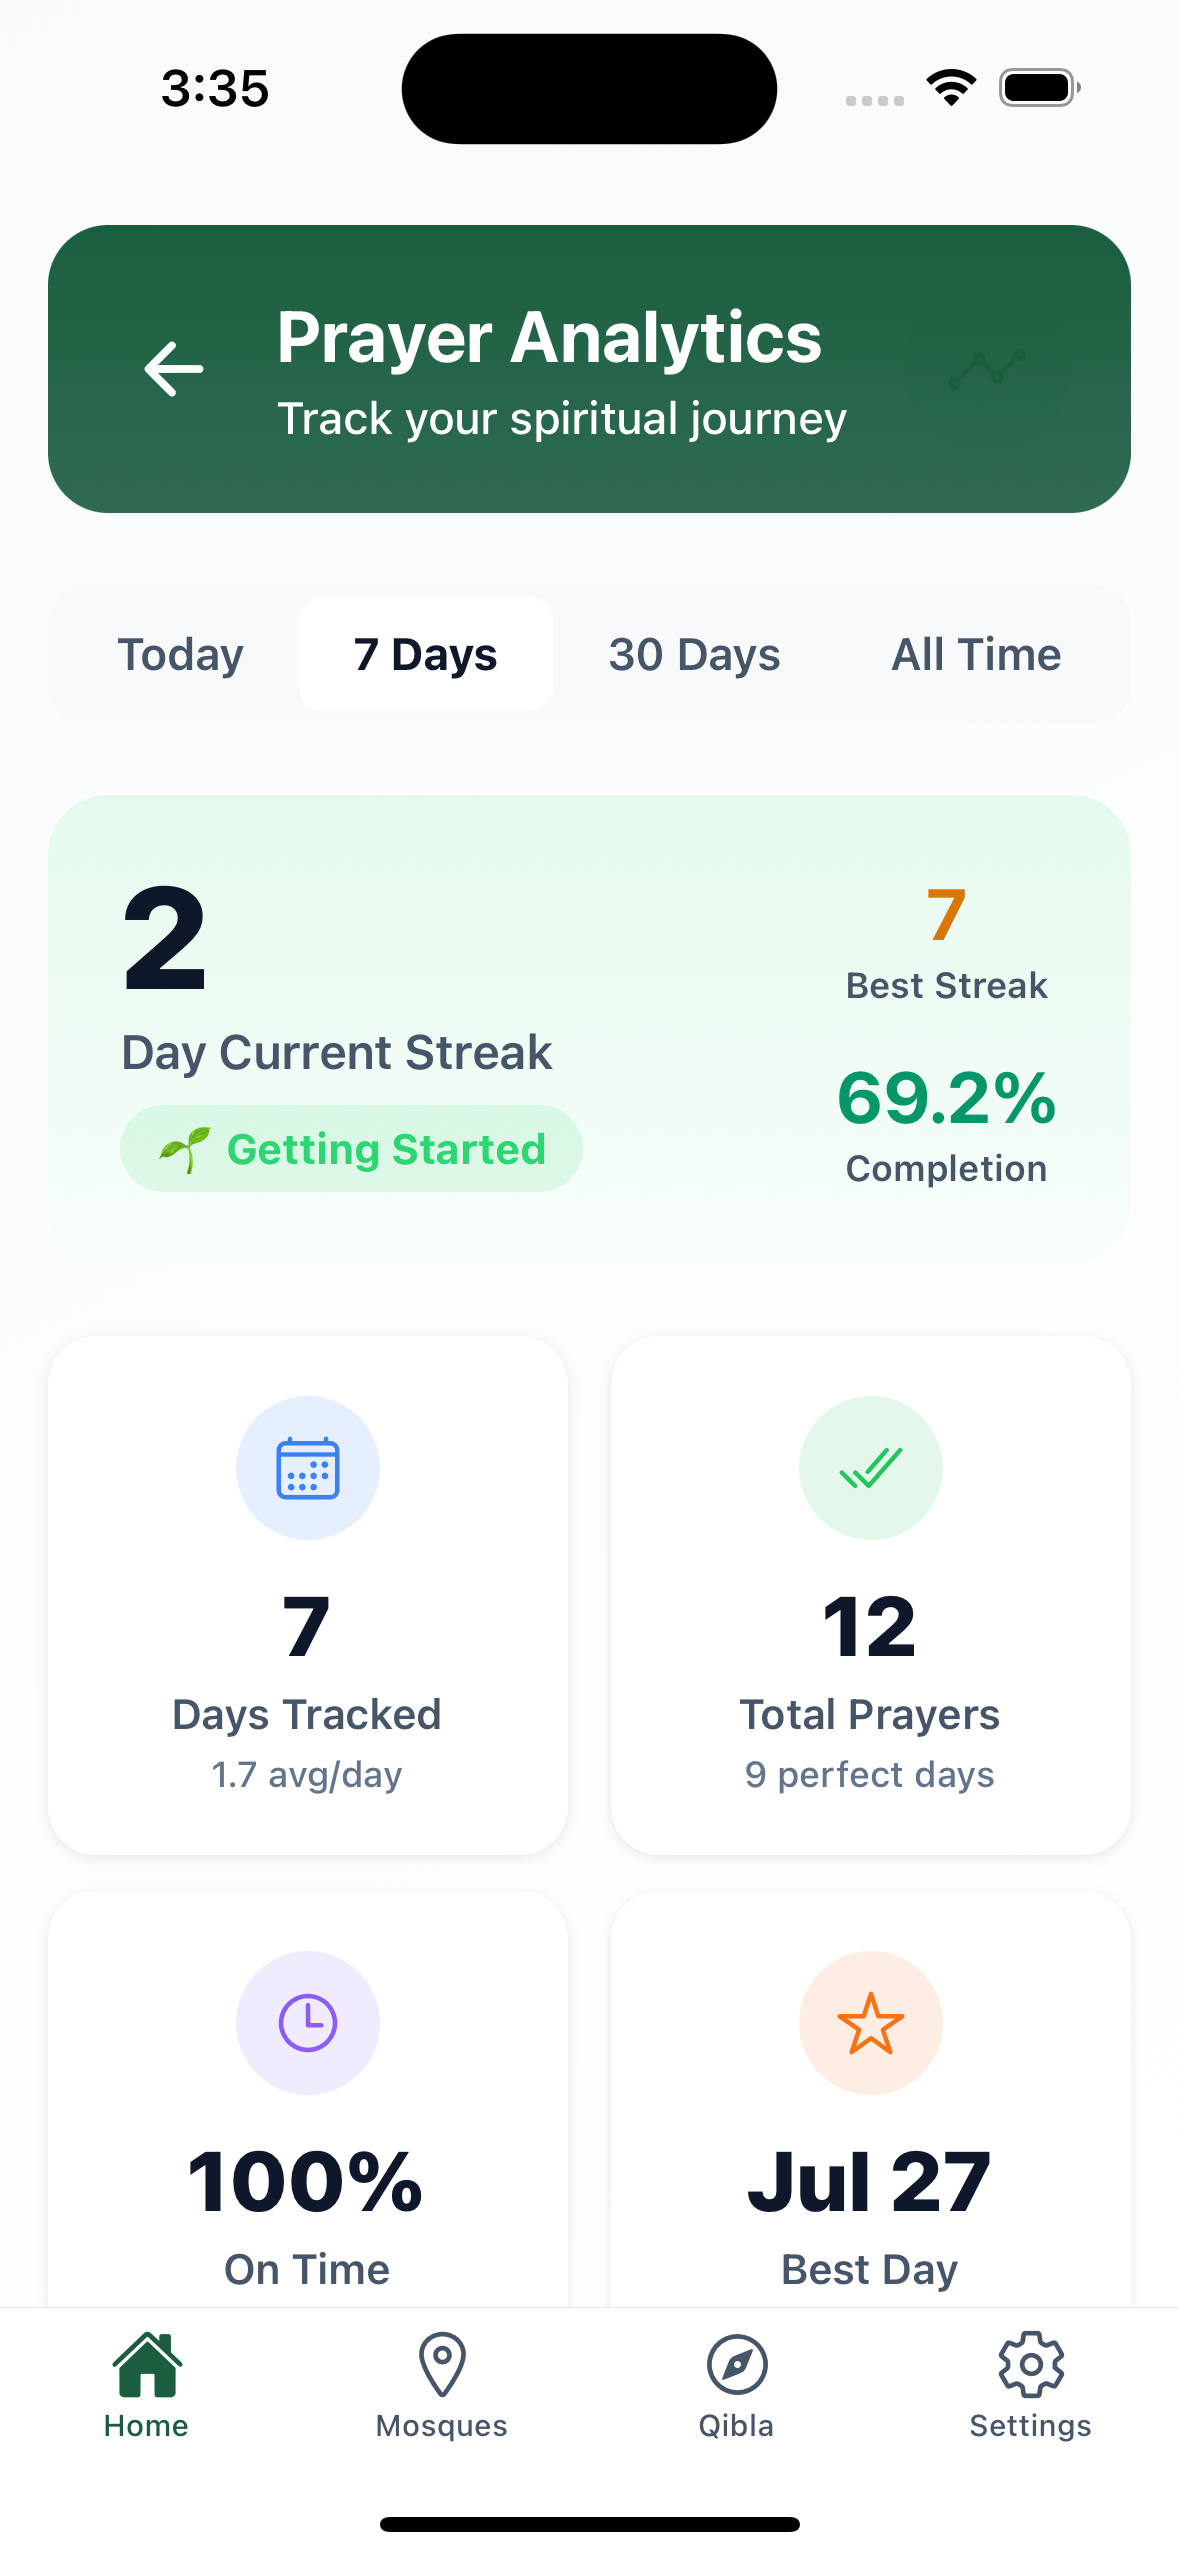 3:35
Prayer Analytics
Track your spiritual journey
Today
7 Days
30 Days
All Time
2
Day Current Streak
🌱 Getting Started
7
Best Streak
69.2%
Completion
7
Days Tracked
1.7 avg/day
12
Total Prayers
9 perfect days
100%
On Time
Jul 27
Best Day
Home
Mosques
Qibla
Settings